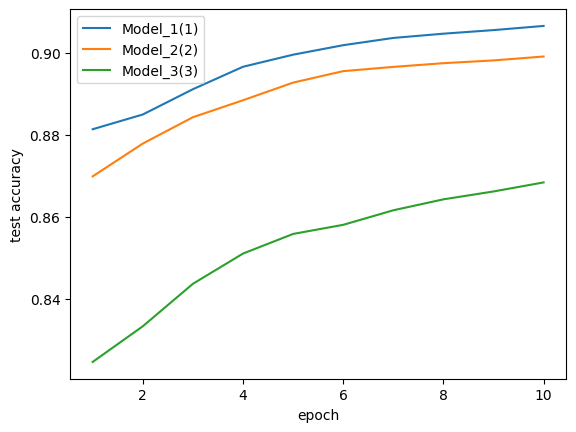 Model_1(1)
Model_2(2)
Model_3(3)
0.90
0.88
0.86
0.84
test accuracy
2 4 6 8 10
epoch